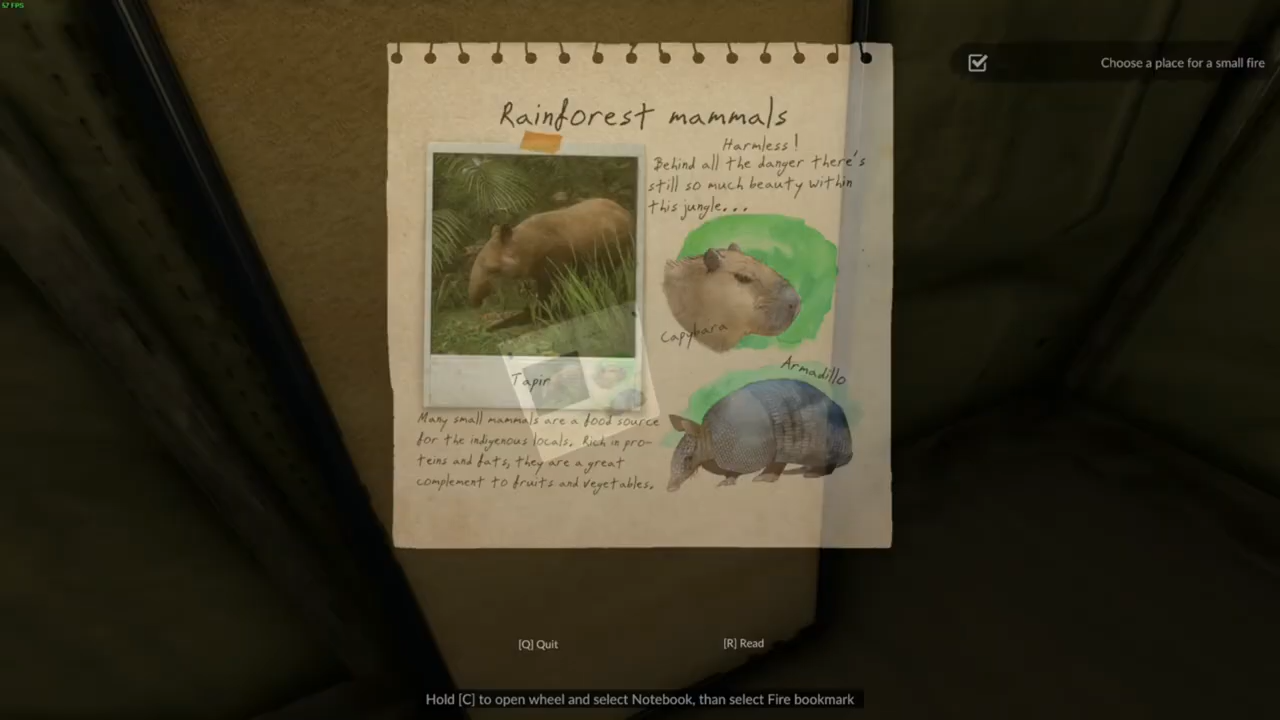 57 FPS
Choose a place for a small fire
Rainforest mammals
Harmless!
Behind all the danger there's
still so much beauty within
this jungle...
Capybara
Armadillo
Tapir
Many small mammals are a food source
for the indigenous locals. Rich in pro-
teins and fats, they are a great
complement to fruits and vegetables.
[Q] Quit
[R] Read
Hold [C] to open wheel and select Notebook, than select Fire bookmark